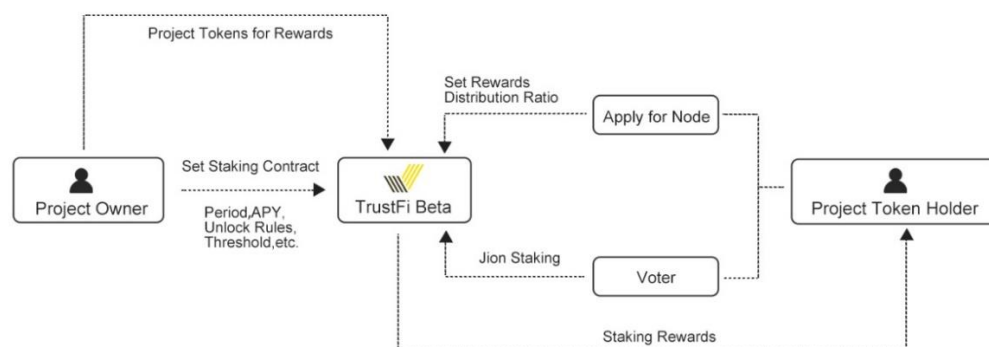 Project Tokens for Rewards
Set Rewards
Distribution Ratio
Apply for Node
Set Staking Contract
Project Owner
TrustFi Beta
Project Token Holder
Period,APY,
Unlock Rules,
Threshold,etc.
Jion Staking
Voter
Staking Rewards